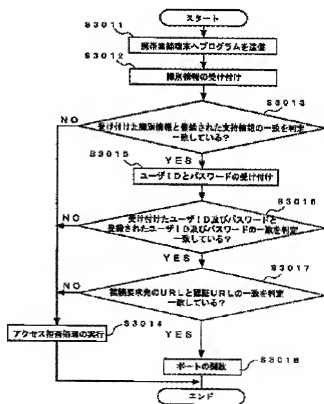 スタート
S3011
携帯無線端末へプログラムを送信
S3012
識別情報の受け付け
S3013
受け付けた識別情報と登録された支持情報の一致を判定
一致している?
NO
S3015
YES
ユーザIDとパスワードの受け付け
S3016
受け付けたユーザID及びパスワードと
登録されたユーザID及びパスワードの一致を判定
一致している?
NO
YES
S3017
接続要求先のURLと認証URLの一致を判定
一致している?
NO
S3014
YES
アクセス拒否処理の実行
ポートの開放
S3018
エンド